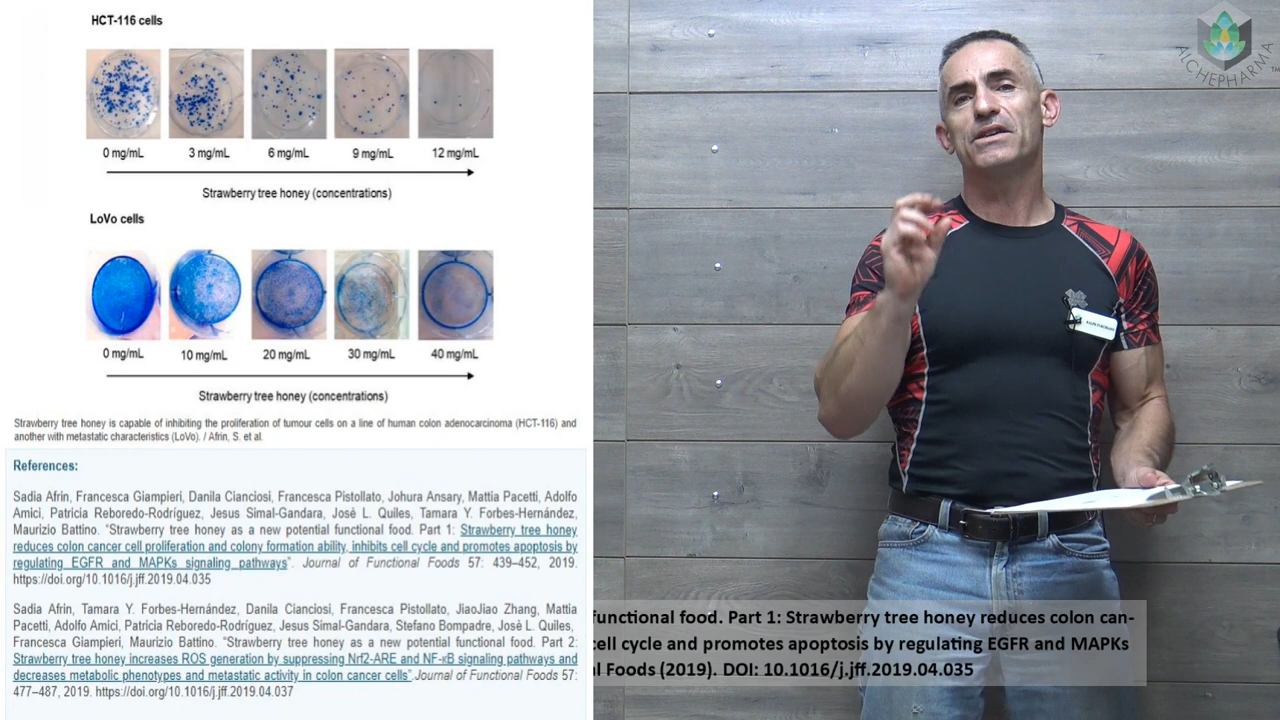 HCT-116 cells
0 mg/mL
3 mg/mL
6 mg/mL
9 mg/mL
12 mg/mL
Strawberry tree honey (concentrations)
LoVo cells
0 mg/mL
10 mg/mL
20 mg/mL
30 mg/mL
40 mg/mL
Strawberry tree honey (concentrations)
Strawberry tree honey is capable of inhibiting the proliferation of tumour cells on a line of human colon adenocarcinoma (HCT-116) and
another with metastatic characteristics (LoVo). / Afrin, S. et al.
References:
Sadia Afrin, Francesca Giampieri, Danila Cianciosi, Francesca Pistollato, Johura Ansary, Mattia Pacetti, Adolfo
Amici, Patricia Reboredo-Rodríguez, Jesus Simal-Gandara, Josè L. Quiles, Tamara Y. Forbes-Hernández,
Maurizio Battino. "Strawberry tree honey as a new potential functional food. Part 1: Strawberry tree honey
reduces colon cancer cell proliferation and colony formation ability, inhibits cell cycle and promotes apoptosis by
regulating EGFR and MAPKs signaling pathways". Journal of Functional Foods 57: 439–452, 2019.
https://doi.org/10.1016/j.jff.2019.04.035
Sadia Afrin, Tamara Y. Forbes-Hernández, Danila Cianciosi, Francesca Pistollato, JiaoJiao Zhang, Mattia
Pacetti, Adolfo Amici, Patricia Reboredo-Rodríguez, Jesus Simal-Gandara, Stefano Bompadre, Josè L. Quiles,
Francesca Giampieri, Maurizio Battino. "Strawberry tree honey as a new potential functional food. Part 2:
Strawberry tree honey increases ROS generation by suppressing Nrf2-ARE and NF-κB signaling pathways and
decreases metabolic phenotypes and metastatic activity in colon cancer cells".Journal of Functional Foods 57:
477–487, 2019. https://doi.org/10.1016/j.jff.2019.04.037
ALCHEPHARMA™
functional food. Part 1: Strawberry tree honey reduces colon can-
cell cycle and promotes apoptosis by regulating EGFR and MAPKs
l Foods (2019). DOI: 10.1016/j.jff.2019.04.035